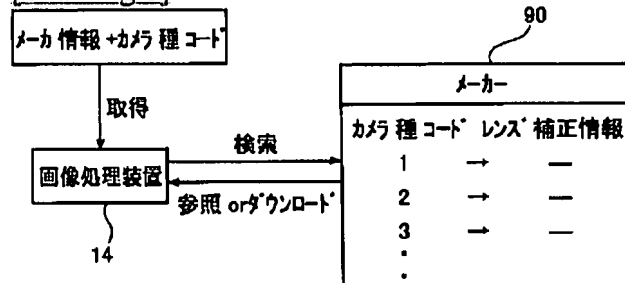 メーカ情報+カメラ種コード
90
メーカー
取得
カメラ種コード レンズ補正情報
検索
1 → —
画像処理装置
2 → —
参照orダウンロード
3 → —
14